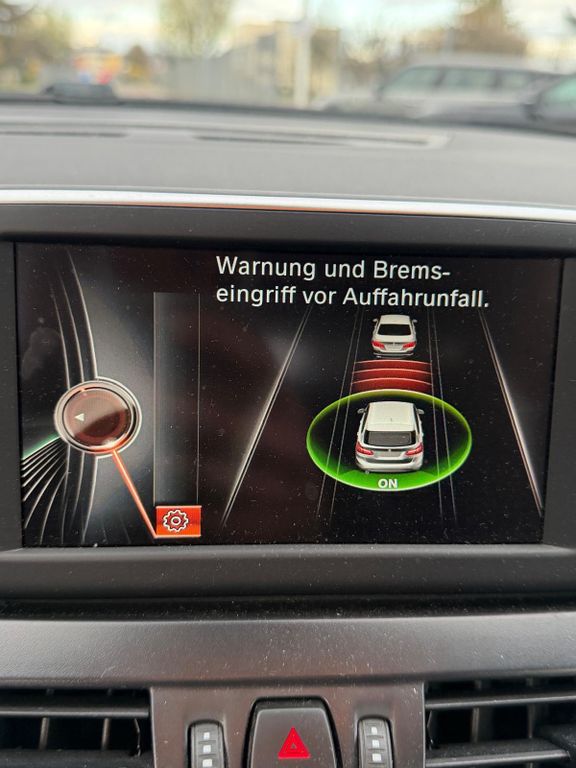 Warnung und Brems-
eingriff vor Auffahrunfall.
ON